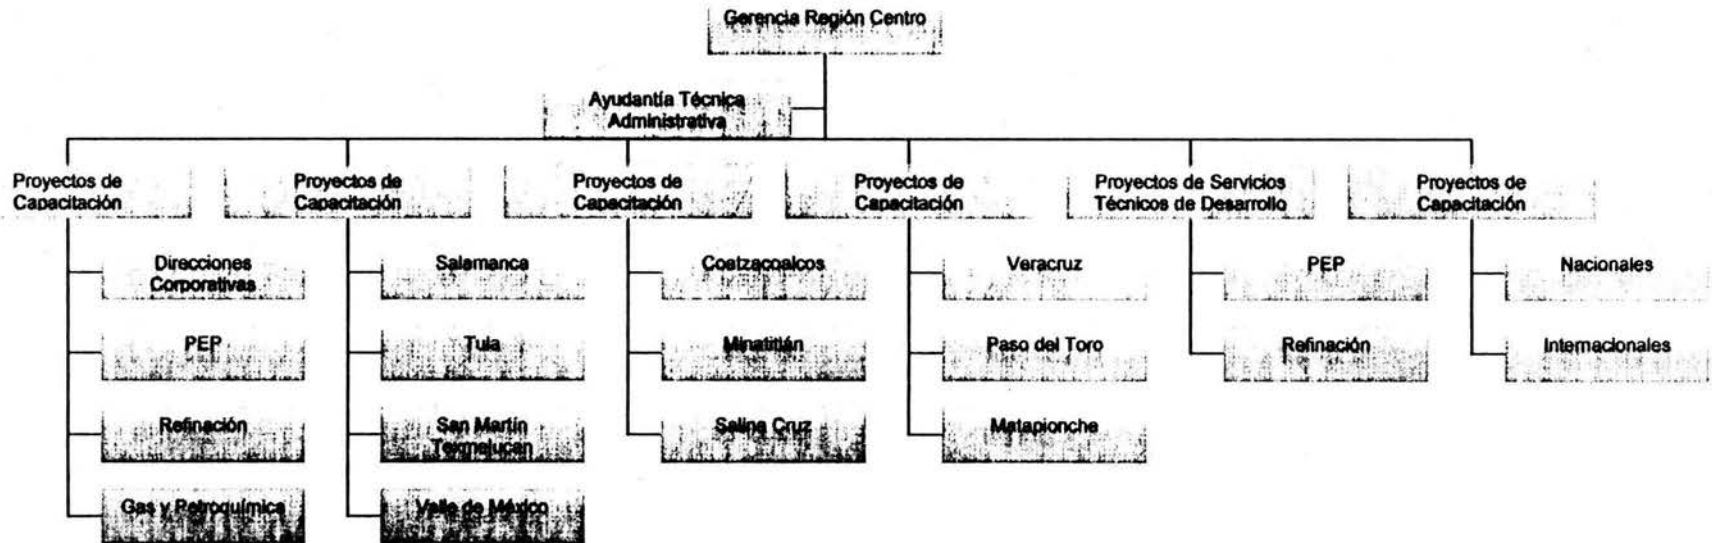 Gerencia Región Centro
Ayudantía Técnica
Administrativa
Proyectos de
Capacitación
Proyectos de
Capacitación
Proyectos de
Capacitación
Proyectos de
Capacitación
Proyectos de Servicios
Técnicos de Desarrollo
Proyectos de
Capacitación
Direcciones
Corporativas
PEP
Refinación
Gas y Petroquímica
Salamanca
Tula
San Martín
Texmelucan
Valle de México
Coatzacoalcos
Minatitlán
Salina Cruz
Veracruz
Paso del Toro
Matapionche
PEP
Refinación
Nacionales
Internacionales